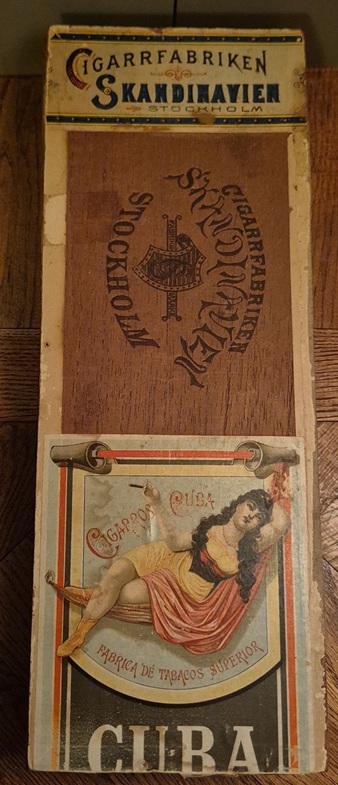 CIGARRFABRIKEN
SKANDINAVIEN
STOCKHOLM
CIGARRFABRIKEN
SKANDINAVIEN
STOCKHOLM
CIGARROS CUBA
FABRICA DE TABACOS SUPERIOR
CUBA